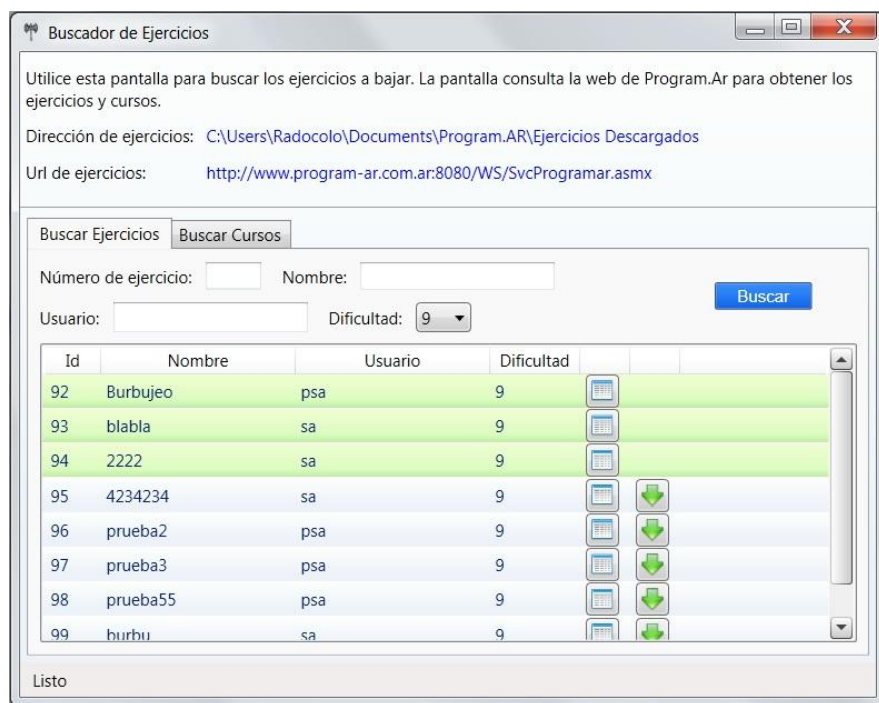 Buscador de Ejercicios
Utilice esta pantalla para buscar los ejercicios a bajar. La pantalla consulta la web de Program.Ar para obtener los
ejercicios y cursos.
Dirección de ejercicios: C:\Users\Radocolo\Documents\Program.AR\Ejercicios Descargados
Url de ejercicios: http://www.program-ar.com.ar:8080/WS/SvcProgramar.asmx
Buscar Ejercicios Buscar Cursos
Número de ejercicio: Nombre:
Buscar
Usuario: Dificultad: 9
Id Nombre Usuario Dificultad
92 Burbujeo psa 9
93 blabla sa 9
94 2222 sa 9
95 4234234 sa 9
96 prueba2 psa 9
97 prueba3 psa 9
98 prueba55 psa 9
99 burbu sa 9
Listo